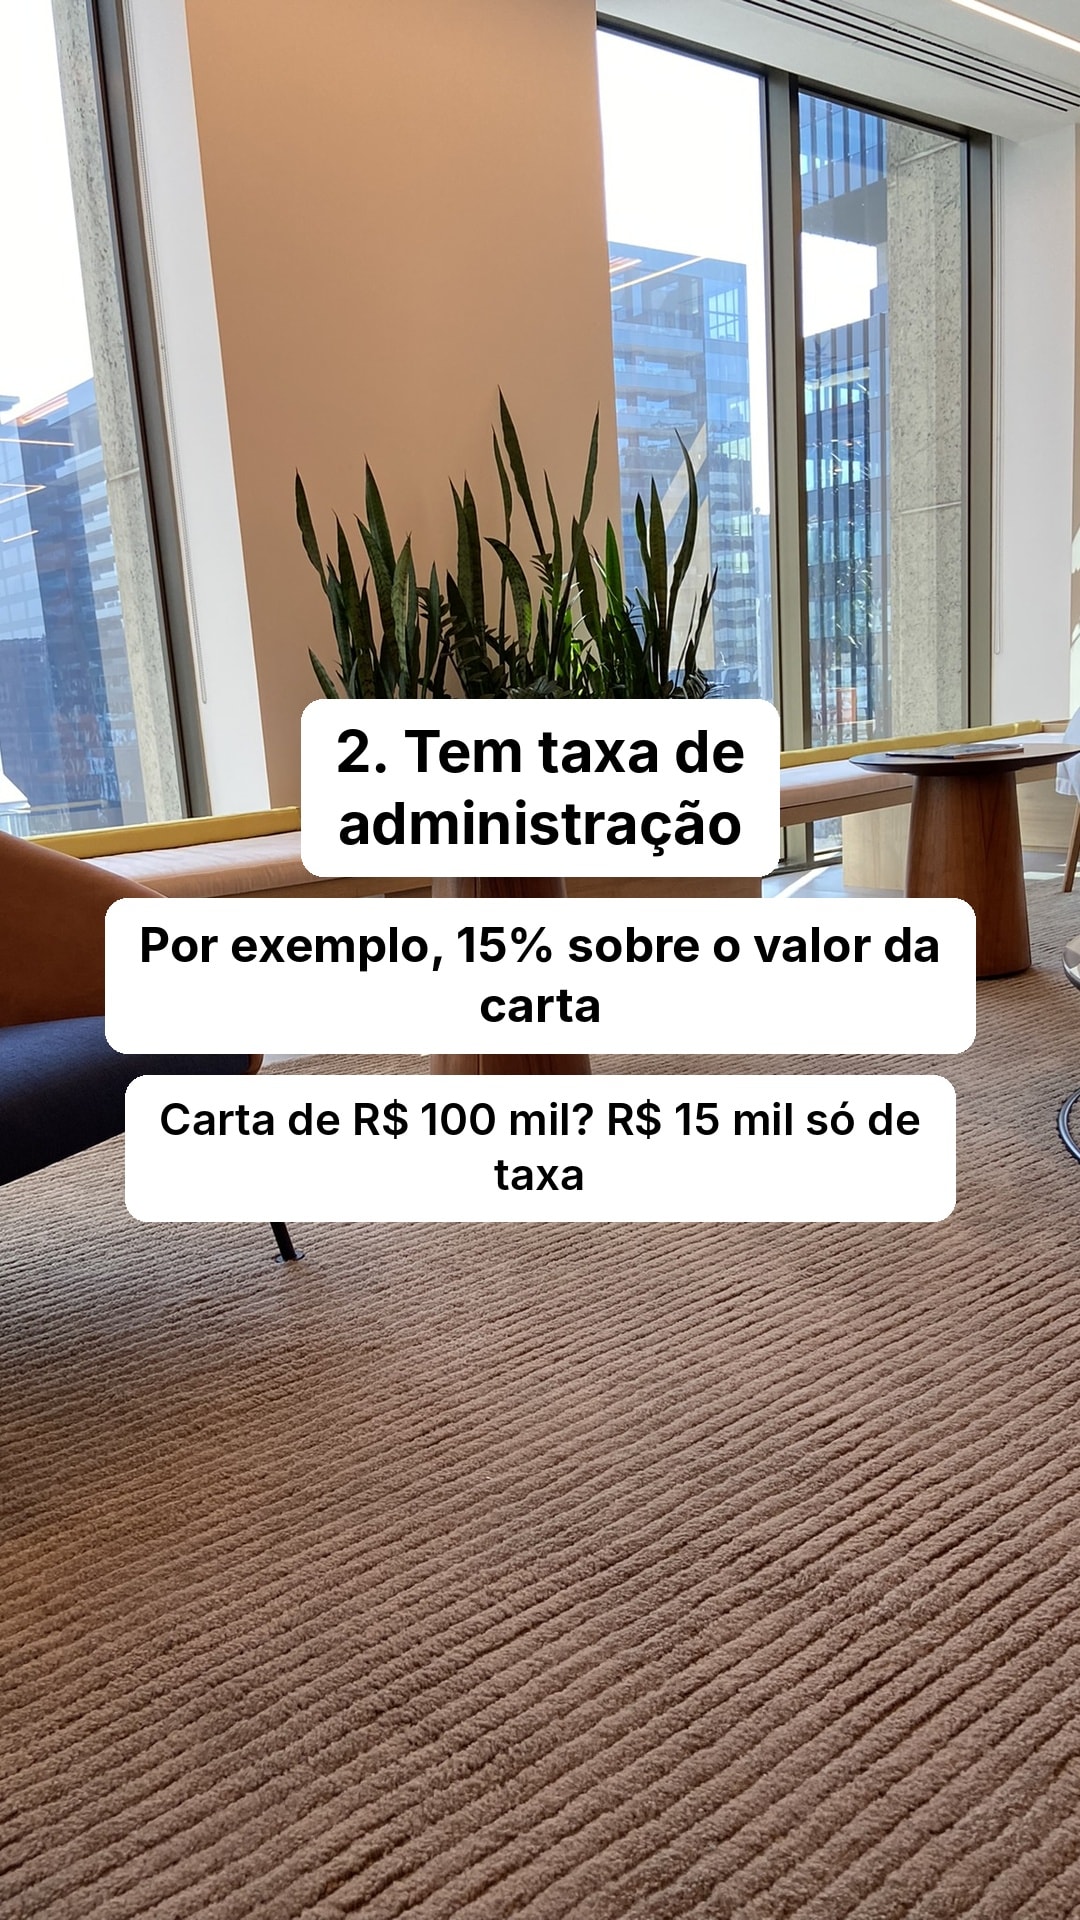 2. Tem taxa de
administração
Por exemplo, 15% sobre o valor da
carta
Carta de R$ 100 mil? R$ 15 mil só de
taxa